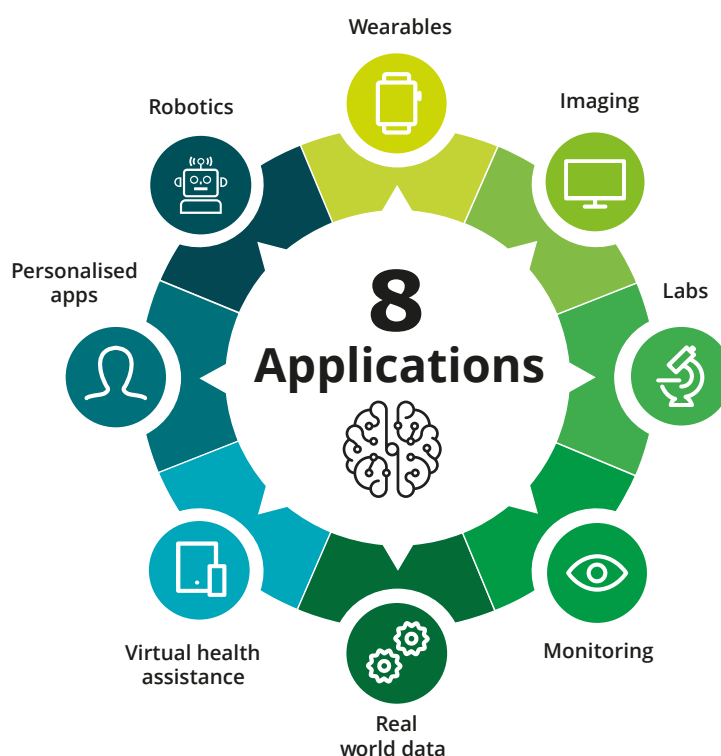 Wearables
Imaging
Labs
Monitoring
Real
world data
Virtual health
assistance
Personalised
apps
Robotics
8
Applications